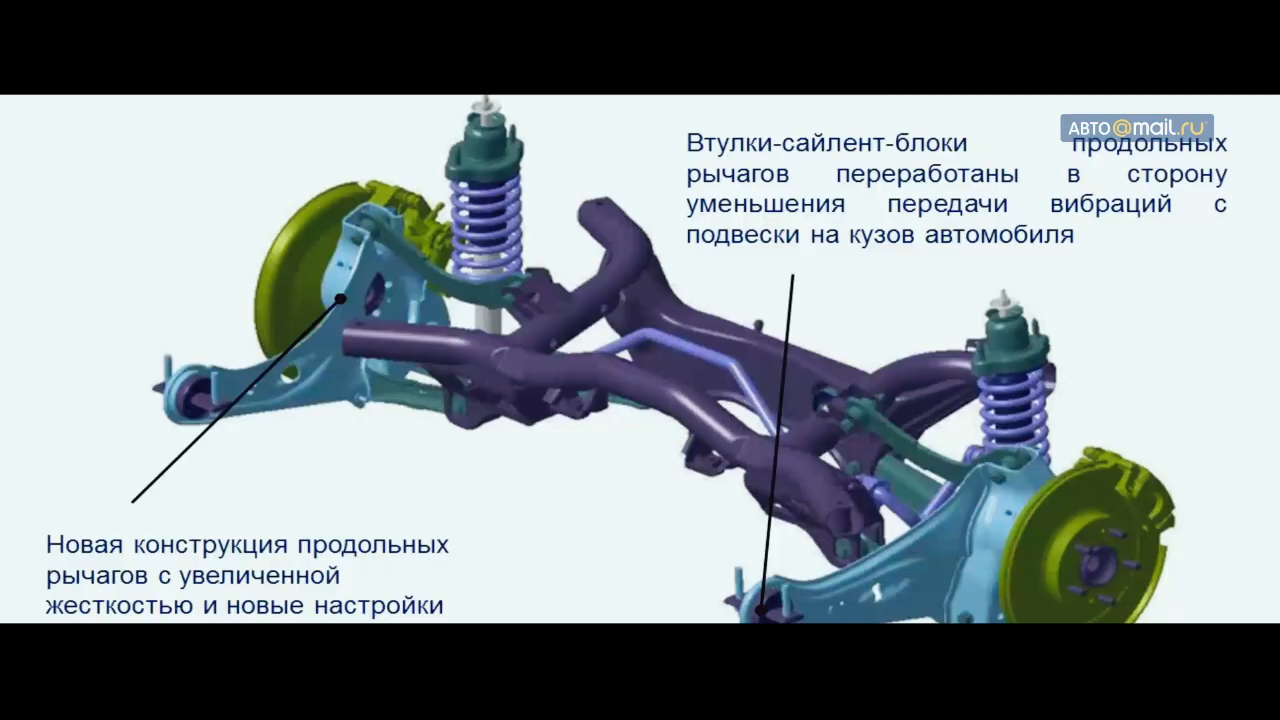 АВТО@mail.ru
Втулки-сайлент-блоки продольных
рычагов переработаны в сторону
уменьшения передачи вибраций с
подвески на кузов автомобиля
Новая конструкция продольных
рычагов с увеличенной
жесткостью и новые настройки